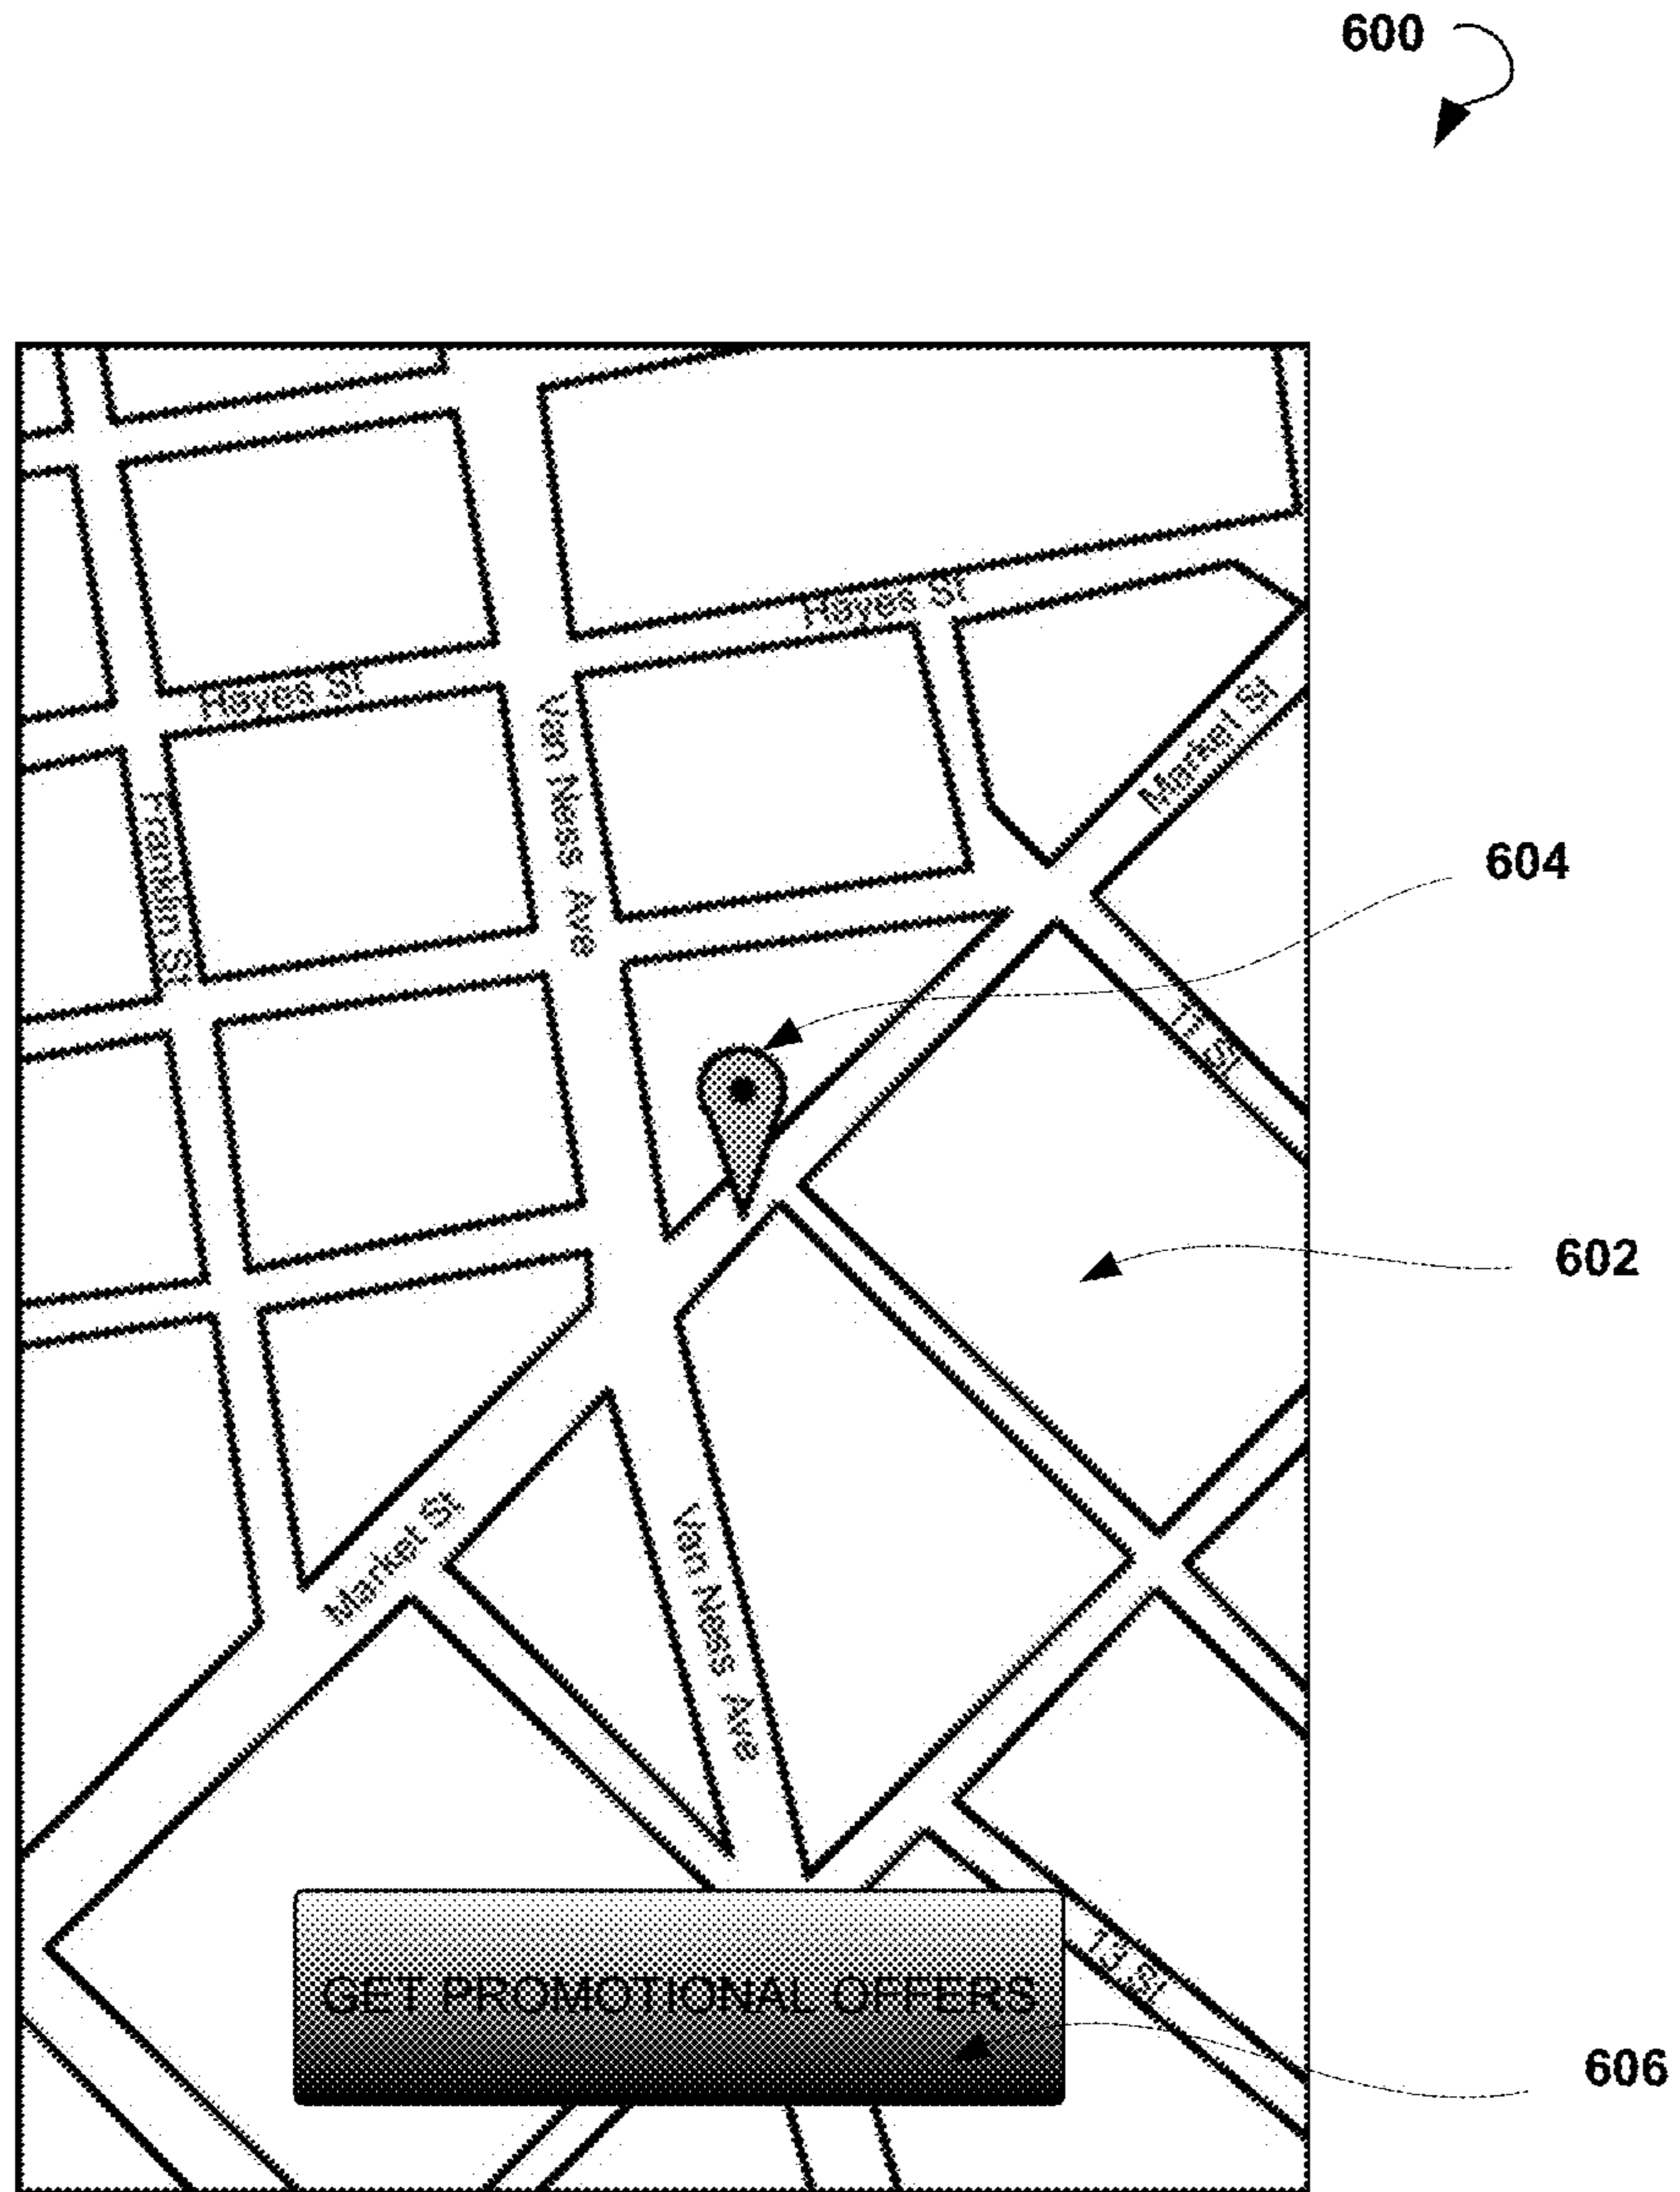 600
Hayes St
Hayes St
Market St
Van Ness Ave
Franklin St
604
11 St
602
Market St
Van Ness Ave
GET PROMOTIONAL OFFERS
13 St
606